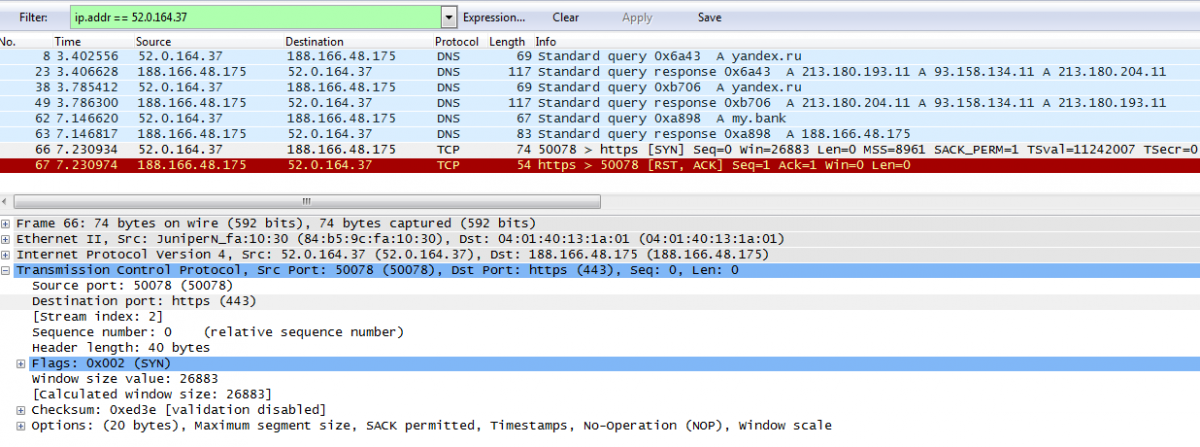 Filter: ip.addr == 52.0.164.37 Expression... Clear Apply Save
No. Time Source Destination Protocol Length Info
8 3.402556 52.0.164.37 188.166.48.175 DNS 69 Standard query 0x6a43 A yandex.ru
23 3.406628 188.166.48.175 52.0.164.37 DNS 117 Standard query response 0x6a43 A 213.180.193.11 A 93.158.134.11 A 213.180.204.11
38 3.785412 52.0.164.37 188.166.48.175 DNS 69 Standard query 0xb706 A yandex.ru
49 3.786300 188.166.48.175 52.0.164.37 DNS 117 Standard query response 0xb706 A 213.180.204.11 A 93.158.134.11 A 213.180.193.11
62 7.146620 52.0.164.37 188.166.48.175 DNS 67 Standard query 0xa898 A my.bank
63 7.146817 188.166.48.175 52.0.164.37 DNS 83 Standard query response 0xa898 A 188.166.48.175
66 7.230934 52.0.164.37 188.166.48.175 TCP 74 50078 > https [SYN] Seq=0 Win=26883 Len=0 MSS=8961 SACK_PERM=1 TSval=11242007 TSecr=0
67 7.230974 188.166.48.175 52.0.164.37 TCP 54 https > 50078 [RST, ACK] Seq=1 Ack=1 Win=0 Len=0
Frame 66: 74 bytes on wire (592 bits), 74 bytes captured (592 bits)
Ethernet II, Src: JuniperN_fa:10:30 (84:b5:9c:fa:10:30), Dst: 04:01:40:13:1a:01 (04:01:40:13:1a:01)
Internet Protocol Version 4, Src: 52.0.164.37 (52.0.164.37), Dst: 188.166.48.175 (188.166.48.175)
Transmission Control Protocol, Src Port: 50078 (50078), Dst Port: https (443), Seq: 0, Len: 0
Source port: 50078 (50078)
Destination port: https (443)
[Stream index: 2]
Sequence number: 0 (relative sequence number)
Header length: 40 bytes
Flags: 0x002 (SYN)
Window size value: 26883
[Calculated window size: 26883]
Checksum: 0xed3e [validation disabled]
Options: (20 bytes), Maximum segment size, SACK permitted, Timestamps, No-Operation (NOP), Window scale